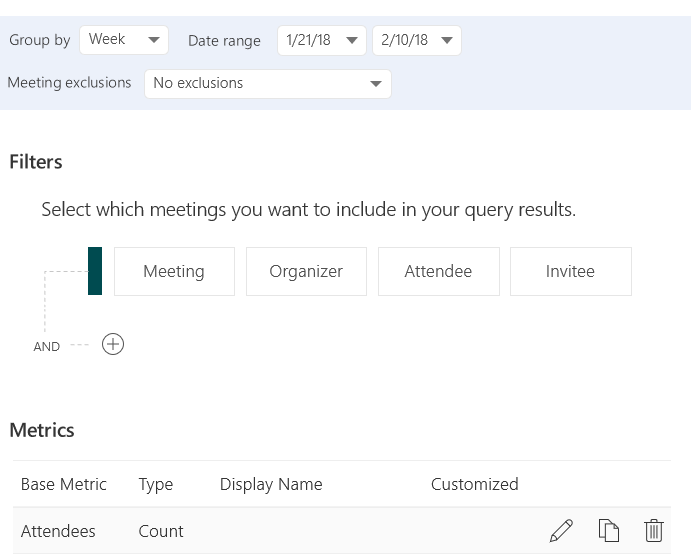 Group by Week Date range 1/21/18 2/10/18
Meeting exclusions No exclusions
Filters
Select which meetings you want to include in your query results.
Meeting Organizer Attendee Invitee
AND
Metrics
Base Metric Type Display Name Customized
Attendees Count